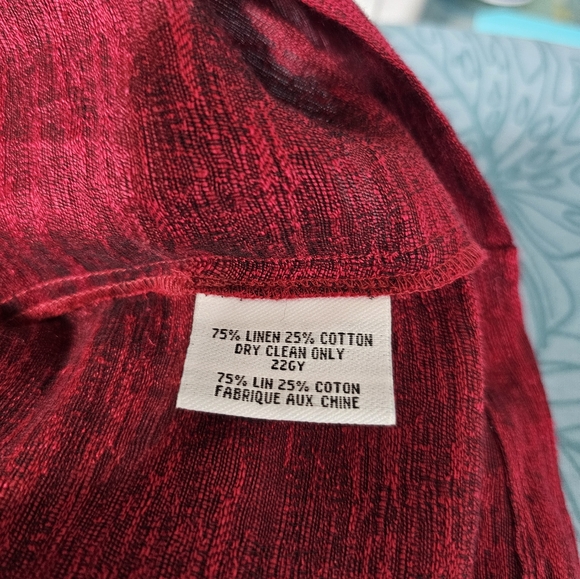 75% LINEN 25% COTTON
DRY CLEAN ONLY
22GY
75% LIN 25% COTON
FABRIQUE AUX CHINE